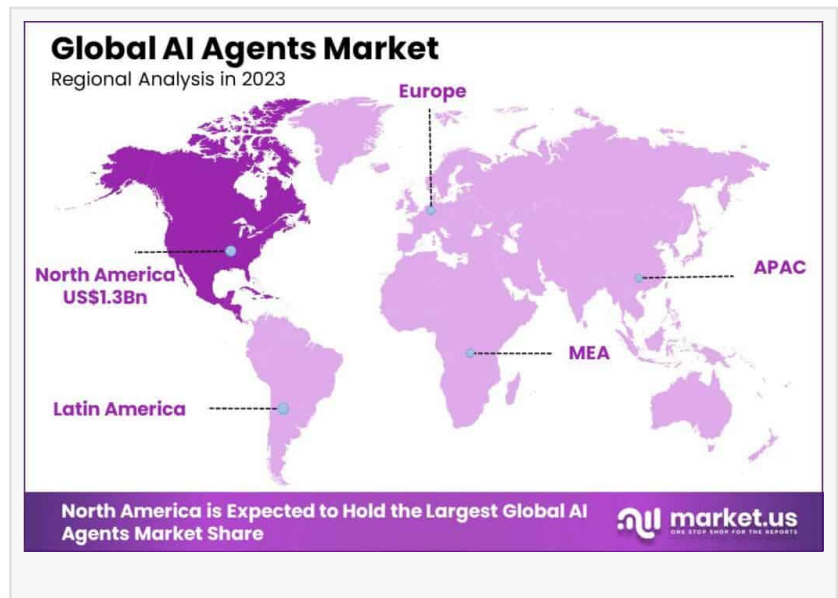 Global AI Agents Market
Regional Analysis in 2023
Europe
North America
US$1.3Bn
APAC
MEA
Latin America
North America is Expected to Hold the Largest Global AI
Agents Market Share
market.us
ONE STOP SHOP FOR THE REPORTS